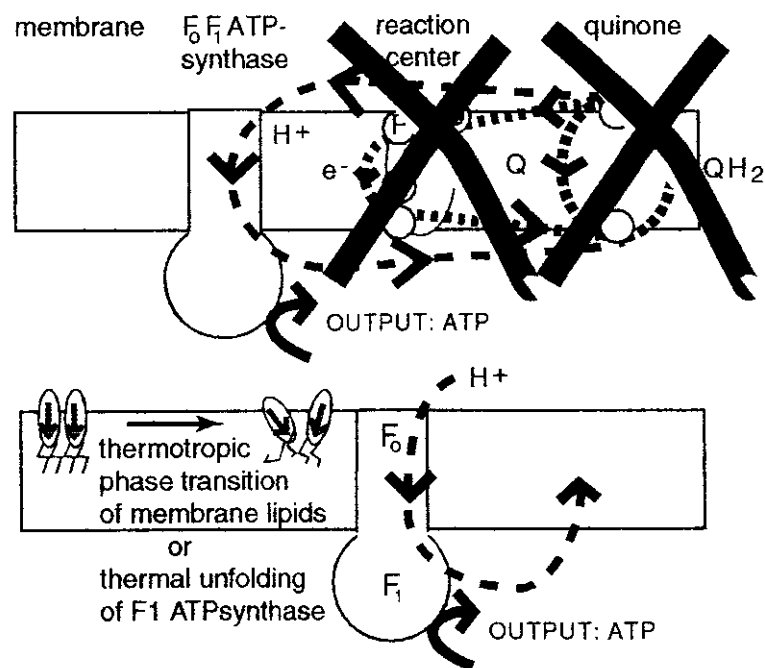 membrane
F₀F₁ ATP-
synthase
reaction
center
quinone
H+
e-
Q
QH₂
OUTPUT: ATP
H+
thermotropic
phase transition
of membrane lipids
or
thermal unfolding
of F1 ATPsynthase
F₀
F₁
OUTPUT: ATP